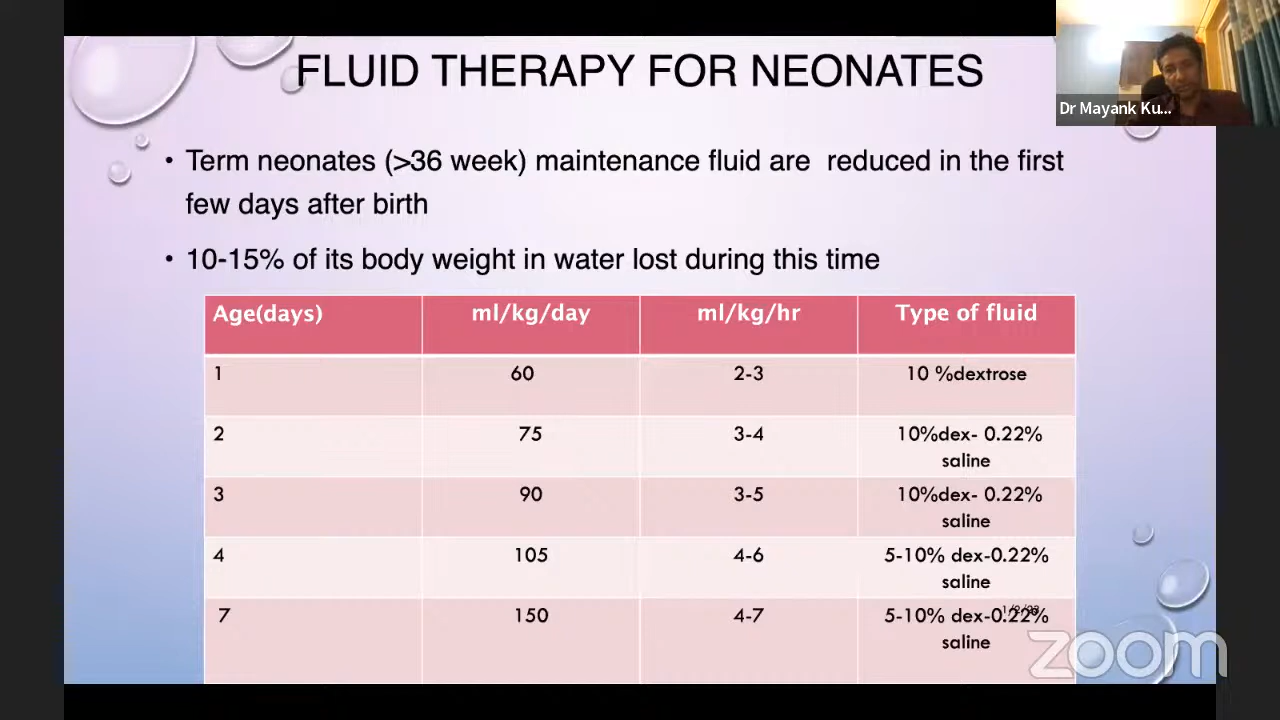 FLUID THERAPY FOR NEONATES
Dr Mayank Ku...
• Term neonates (>36 week) maintenance fluid are reduced in the first
few days after birth
• 10-15% of its body weight in water lost during this time
Age(days) ml/kg/day ml/kg/hr Type of fluid
1 60 2-3 10 %dextrose
2 75 3-4 10%dex- 0.22%
saline
3 90 3-5 10%dex- 0.22%
saline
4 105 4-6 5-10% dex-0.22%
saline
7 150 4-7 5-10% dex-0.22%
saline
zoom